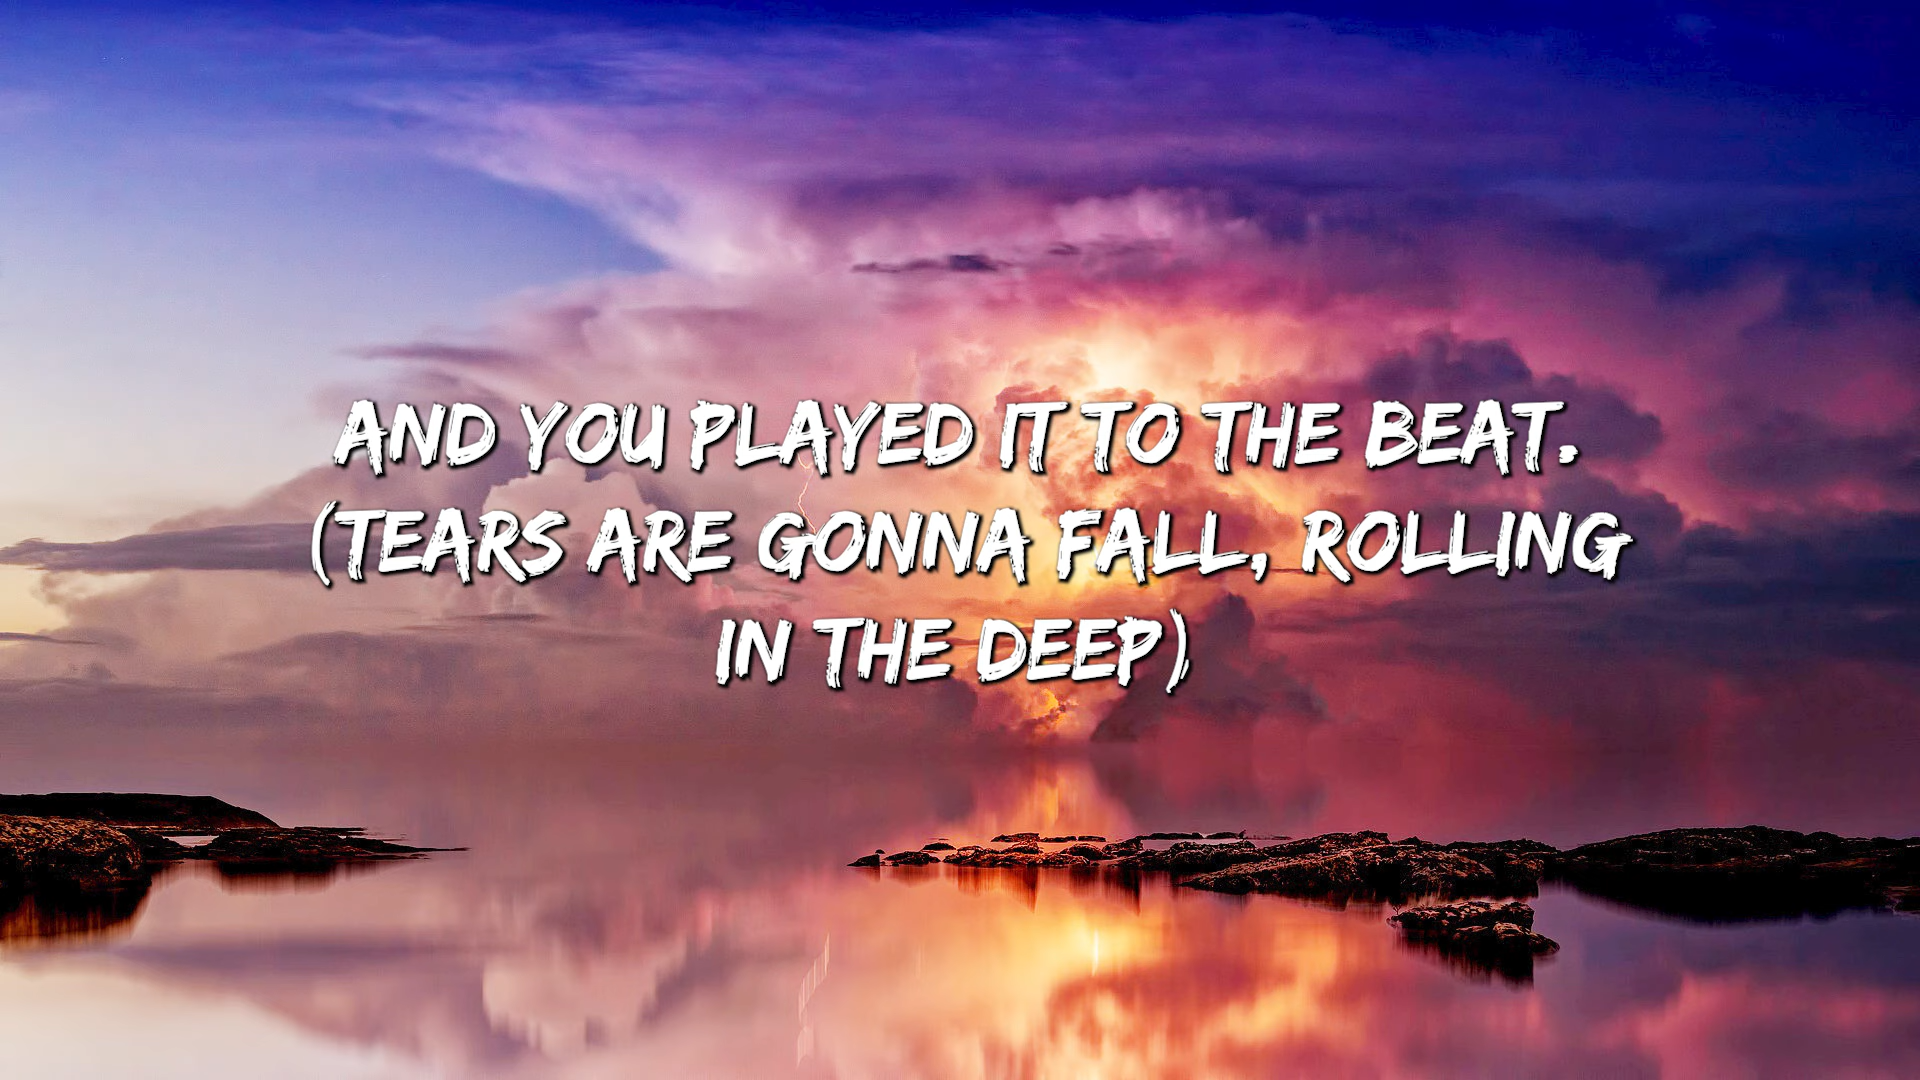 AND YOU PLAYED IT TO THE BEAT.
(TEARS ARE GONNA FALL, ROLLING
IN THE DEEP)